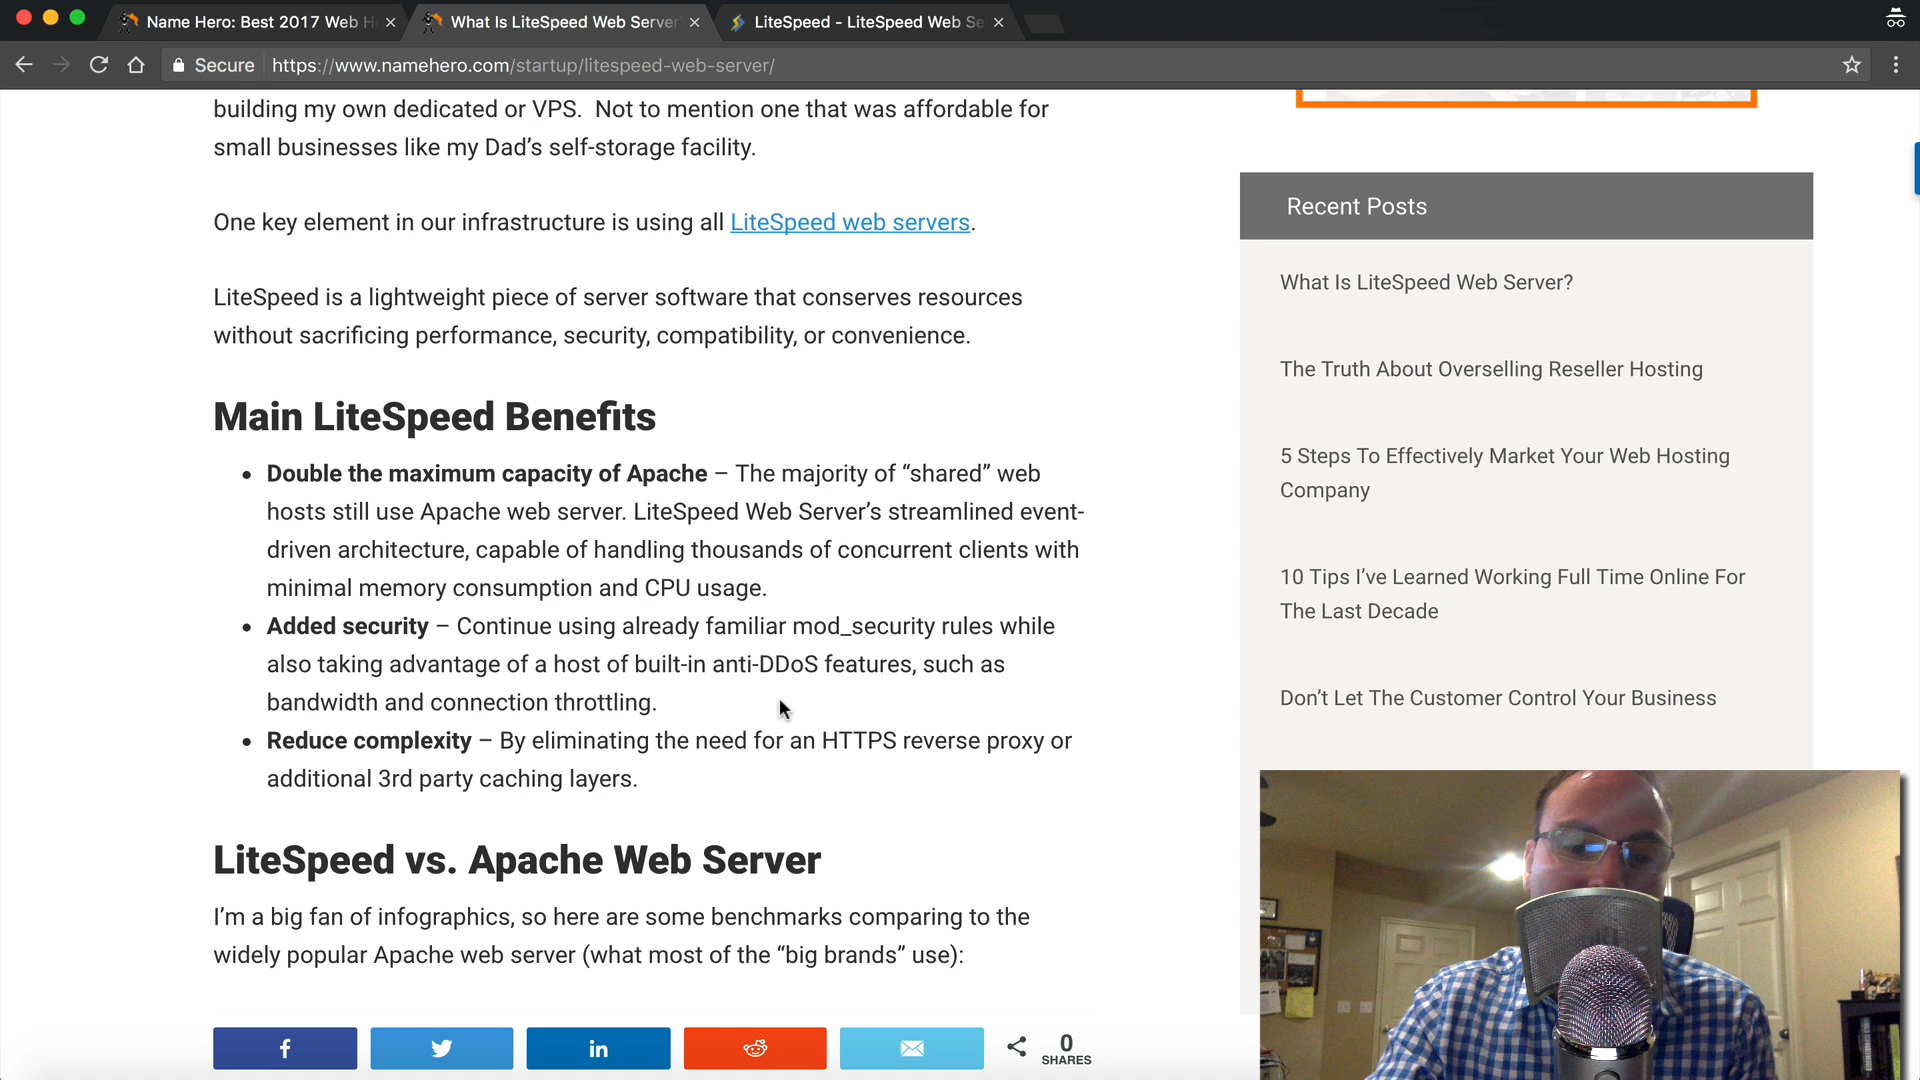 Name Hero: Best 2017 Web H
What Is LiteSpeed Web Server
LiteSpeed - LiteSpeed Web Se
Secure
https://www.namehero.com/startup/litespeed-web-server/
building my own dedicated or VPS.  Not to mention one that was affordable for
small businesses like my Dad’s self-storage facility.
One key element in our infrastructure is using all LiteSpeed web servers.
LiteSpeed is a lightweight piece of server software that conserves resources
without sacrificing performance, security, compatibility, or convenience.
Main LiteSpeed Benefits
• Double the maximum capacity of Apache – The majority of “shared” web
hosts still use Apache web server. LiteSpeed Web Server’s streamlined event-
driven architecture, capable of handling thousands of concurrent clients with
minimal memory consumption and CPU usage.
• Added security – Continue using already familiar mod_security rules while
also taking advantage of a host of built-in anti-DDoS features, such as
bandwidth and connection throttling.
• Reduce complexity – By eliminating the need for an HTTPS reverse proxy or
additional 3rd party caching layers.
LiteSpeed vs. Apache Web Server
I’m a big fan of infographics, so here are some benchmarks comparing to the
widely popular Apache web server (what most of the “big brands” use):
0
SHARES
Recent Posts
What Is LiteSpeed Web Server?
The Truth About Overselling Reseller Hosting
5 Steps To Effectively Market Your Web Hosting
Company
10 Tips I’ve Learned Working Full Time Online For
The Last Decade
Don’t Let The Customer Control Your Business